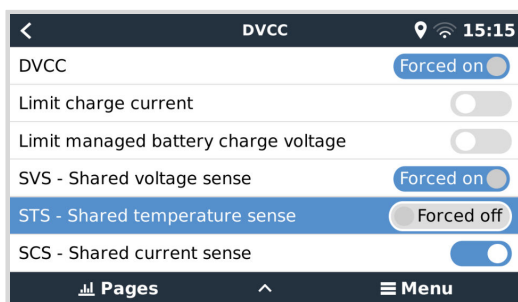 DVCC 15:15
DVCC Forced on
Limit charge current
Limit managed battery charge voltage
SVS - Shared voltage sense Forced on
STS - Shared temperature sense Forced off
SCS - Shared current sense
Pages Menu